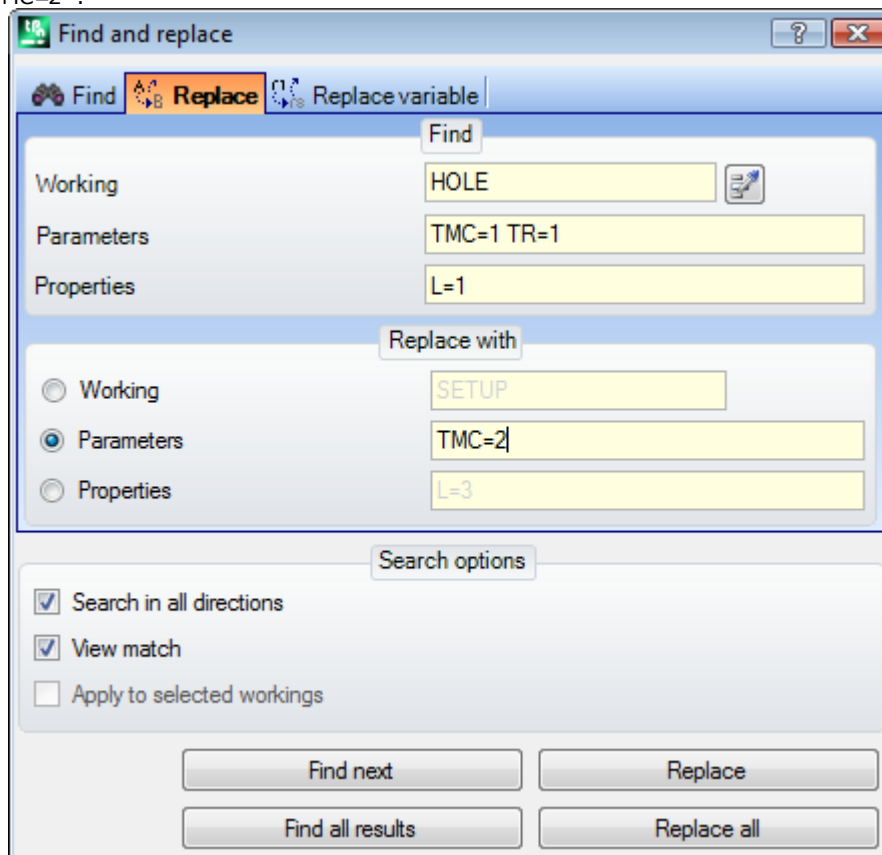 Find and replace
Find Replace Replace variable
Find
Working HOLE
Parameters TMC=1 TR=1
Properties L=1
Replace with
Working SETUP
Parameters TMC=2
Properties L=3
Search options
Search in all directions
View match
Apply to selected workings
Find next Replace
Find all results Replace all